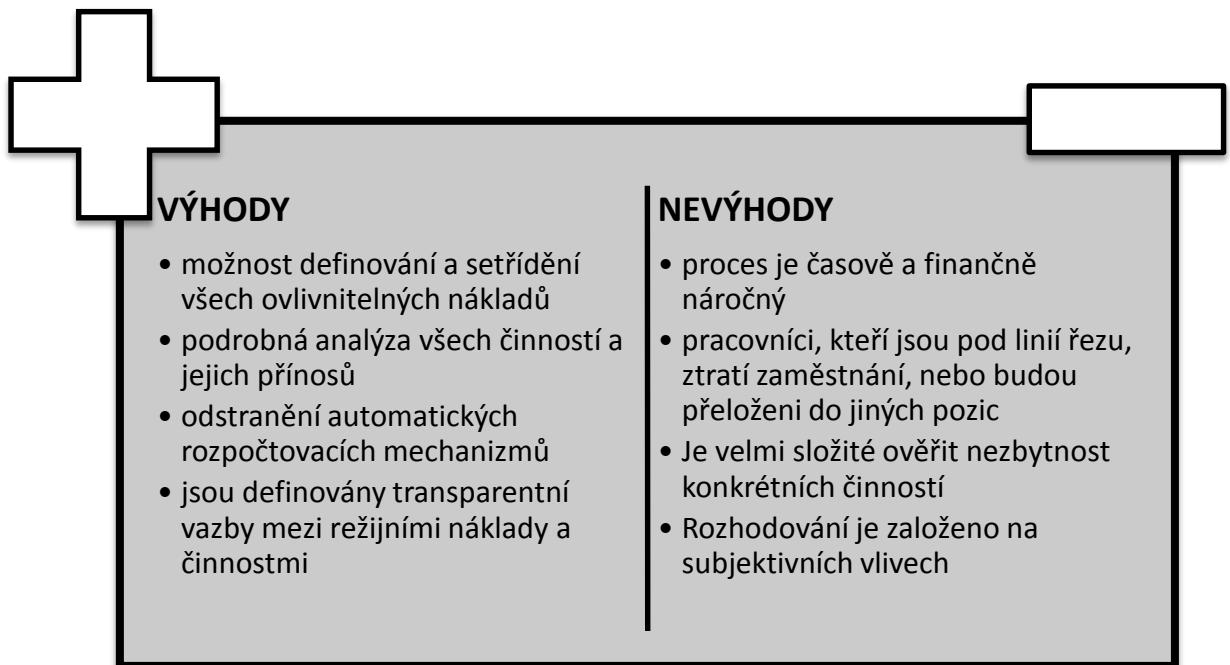 VÝHODY
• možnost definování a setřídění
všech ovlivnitelných nákladů
• podrobná analýza všech činností a
jejich přínosů
• odstranění automatických
rozpočtovacích mechanizmů
• jsou definovány transparentní
vazby mezi režijními náklady a
činnostmi
NEVÝHODY
• proces je časově a finančně
náročný
• pracovníci, kteří jsou pod linií řezu,
ztratí zaměstnání, nebo budou
přeloženi do jiných pozic
• Je velmi složité ověřit nezbytnost
konkrétních činností
• Rozhodování je založeno na
subjektivních vlivech